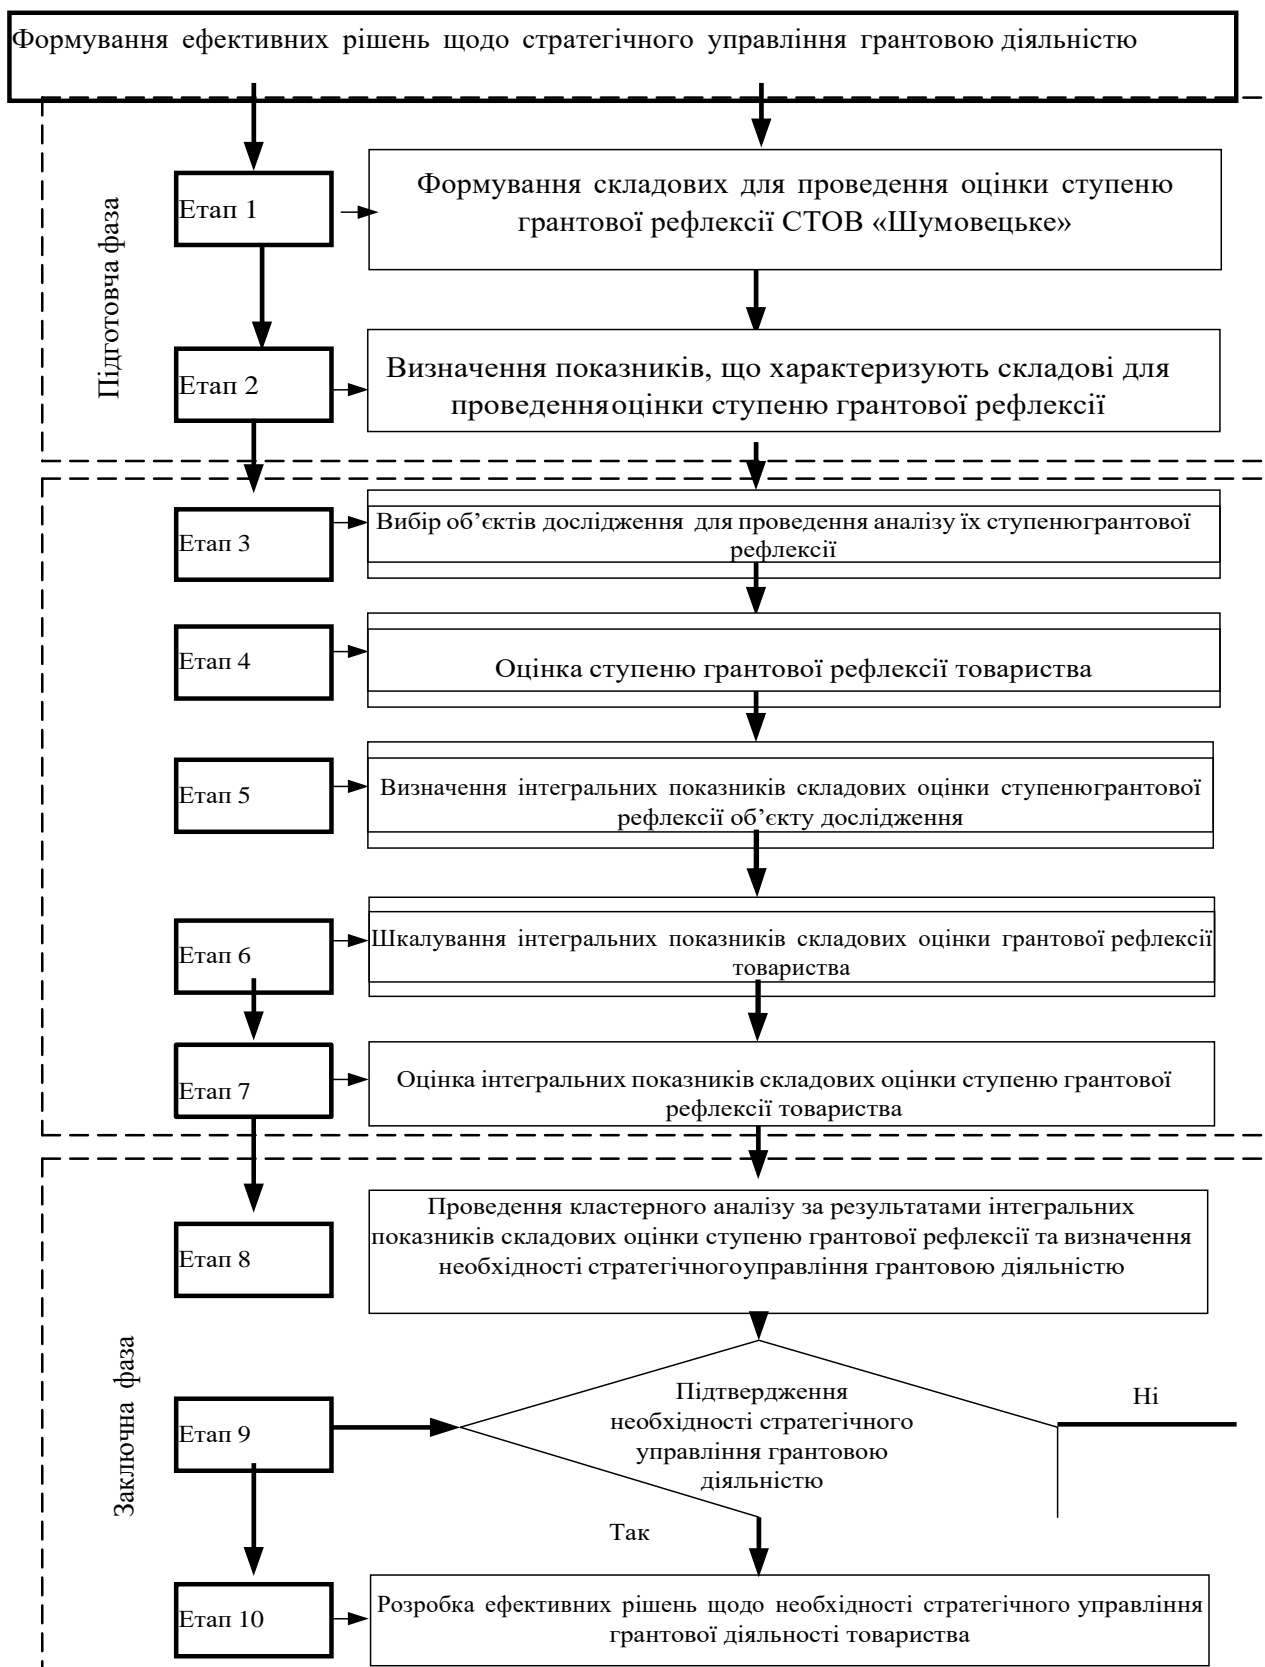 Формування ефективних рішень щодо стратегічного управління грантовою діяльністю
Підготовча фаза
Етап 1
Формування складових для проведення оцінки ступеню
грантової рефлексії СТОВ «Шумовецьке»
Етап 2
Визначення показників, що характеризують складові для
проведенняоцінки ступеню грантової рефлексії
Етап 3
Вибір об’єктів дослідження для проведення аналізу їх ступенюгрантової
рефлексії
Етап 4
Оцінка ступеню грантової рефлексії товариства
Етап 5
Визначення інтегральних показників складових оцінки ступенюгрантової
рефлексії об’єкту дослідження
Етап 6
Шкалування інтегральних показників складових оцінки грантової рефлексії
товариства
Етап 7
Оцінка інтегральних показників складових оцінки ступеню грантової
рефлексії товариства
Заключна фаза
Етап 8
Проведення кластерного аналізу за результатами інтегральних
показників складових оцінки ступеню грантової рефлексії та визначення
необхідності стратегічногоуправління грантовою діяльністю
Етап 9
Підтвердження
необхідності стратегічного
управління грантовою
діяльністю
Ні
Так
Етап 10
Розробка ефективних рішень щодо необхідності стратегічного управління
грантової діяльності товариства